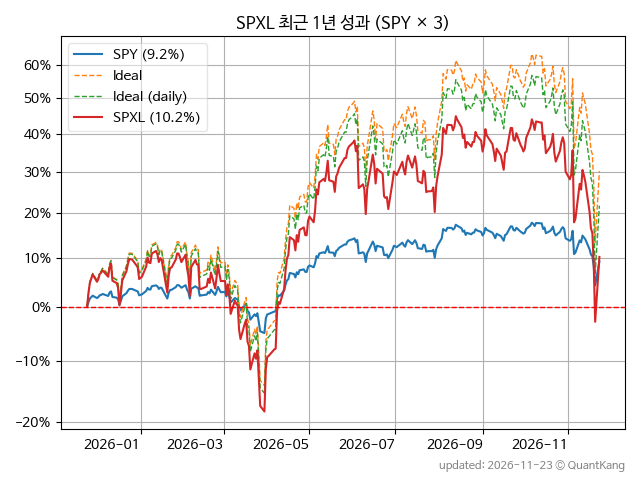 SPXL 최근 1년 성과 (SPY × 3)
SPY (9.2%)
Ideal
Ideal (daily)
SPXL (10.2%)
60%
50%
40%
30%
20%
10%
0%
−10%
−20%
2026-01
2026-03
2026-05
2026-07
2026-09
2026-11
updated: 2026-11-23 © QuantKang